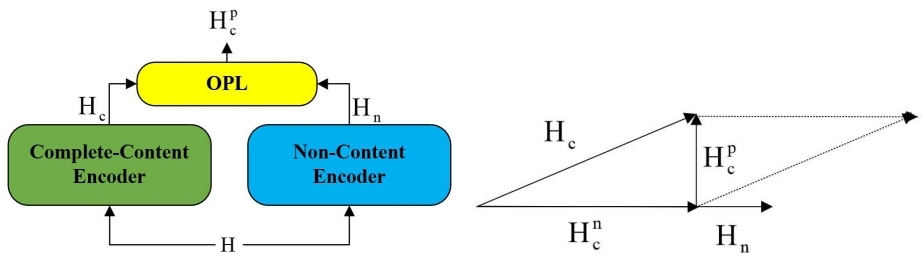 H_c^p
OPL
H_c
H_n
Complete-Content
Encoder
Non-Content
Encoder
H
H_c
H_c^p
H_c^n
H_n